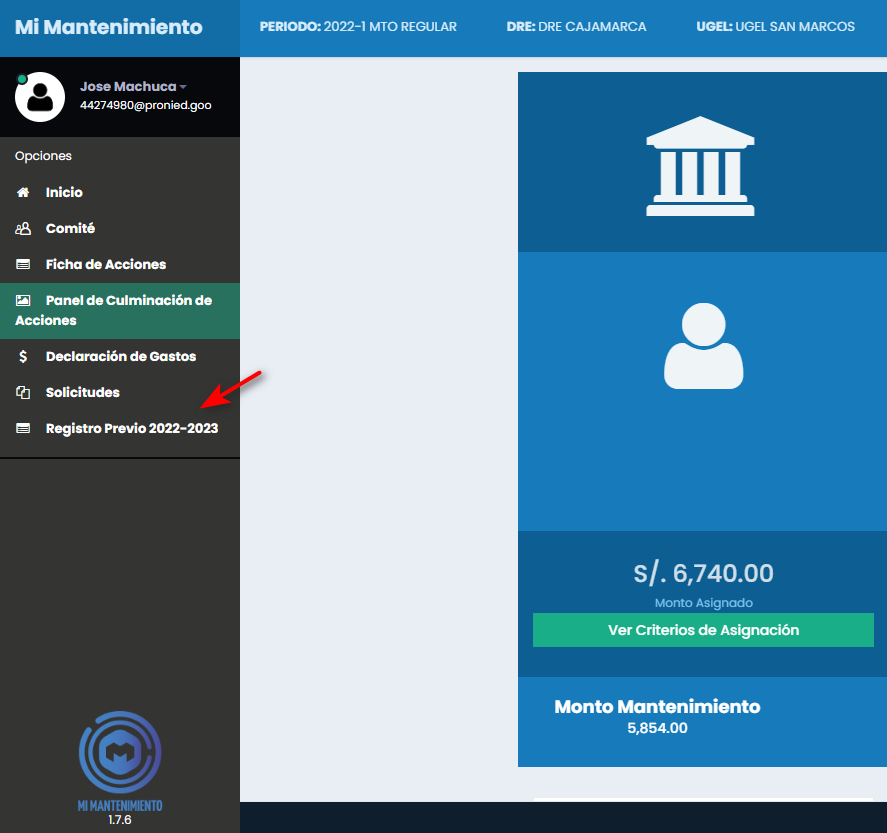 Mi Mantenimiento
PERIODO: 2022-1 MTO REGULAR
DRE: DRE CAJAMARCA
UGEL: UGEL SAN MARCOS
Jose Machuca
44274980@pronied.goo
Opciones
Inicio
Comité
Ficha de Acciones
Panel de Culminación de
Acciones
Declaración de Gastos
Solicitudes
Registro Previo 2022-2023
S/. 6,740.00
Monto Asignado
Ver Criterios de Asignación
Monto Mantenimiento
5,854.00
MI MANTENIMIENTO
1.7.6